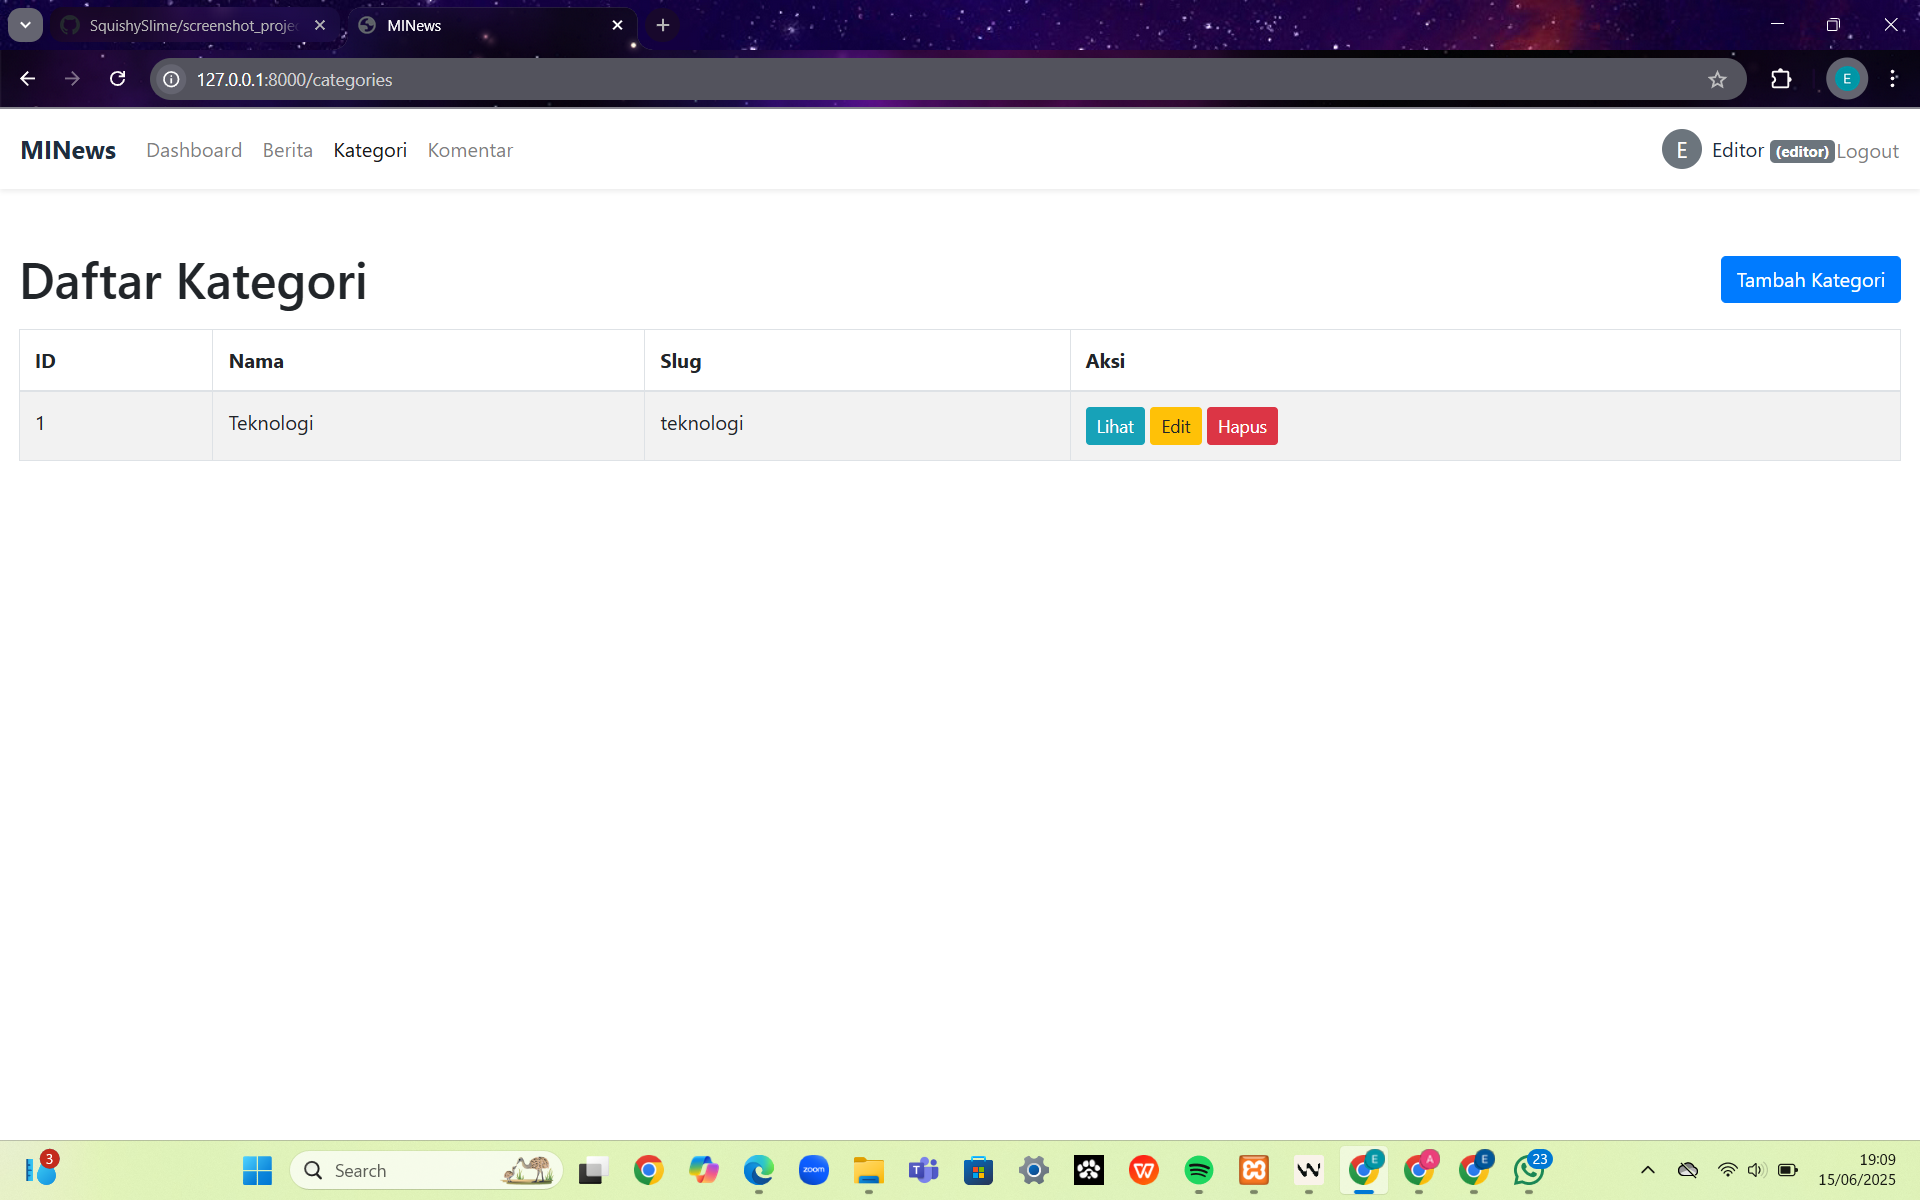 SquishySlime/screenshot_proje
MINews
127.0.0.1:8000/categories
E
MINews Dashboard Berita Kategori Komentar
E Editor (editor) Logout
Daftar Kategori
Tambah Kategori
ID Nama Slug Aksi
1 Teknologi teknologi Lihat Edit Hapus
3
Search
zoom
T
W
E
A
E
23
19:09
15/06/2025